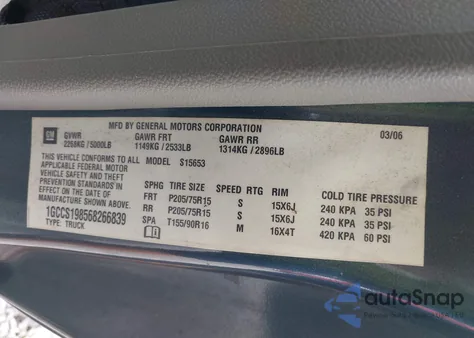 MFD BY GENERAL MOTORS CORPORATION
03/06
GM GVWR GAWR FRT GAWR RR
2268KG / 5000LB 1149KG / 2533LB 1314KG / 2896LB
THIS VEHICLE CONFORMS TO ALL MODEL S15653
APPLICABLE FEDERAL MOTOR
VEHICLE SAFETY AND THEFT
PREVENTION STANDARDS IN
EFFECT ON THE DATE OF
MANUFACTURE SHOWN ABOVE.
1GCCS198568266839
TYPE: TRUCK
SPHG TIRE SPEED RTG RIM COLD TIRE PRESSURE
FRT P205/75R15 S 15X6J 240 KPA 35 PSI
RR P205/75R15 S 15X6J 240 KPA 35 PSI
SPA T155/90R16 M 16X4T 420 KPA 60 PSI
autoSnap